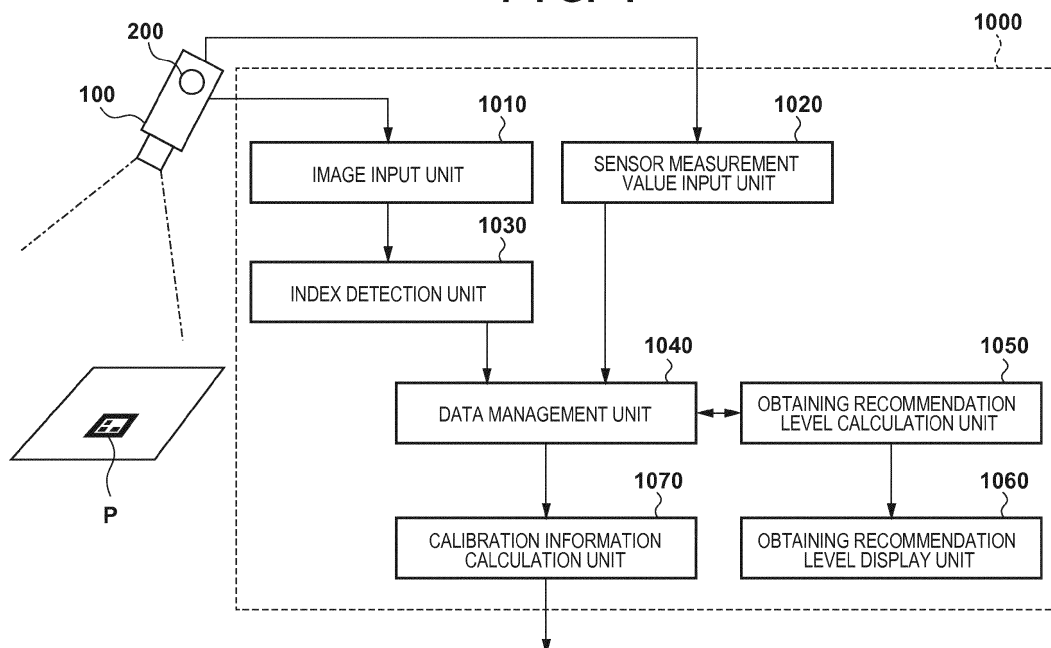 1000
200
100
1010
1020
IMAGE INPUT UNIT
SENSOR MEASUREMENT
VALUE INPUT UNIT
1030
INDEX DETECTION UNIT
1040
1050
DATA MANAGEMENT UNIT
OBTAINING RECOMMENDATION
LEVEL CALCULATION UNIT
P
1070
1060
CALIBRATION INFORMATION
CALCULATION UNIT
OBTAINING RECOMMENDATION
LEVEL DISPLAY UNIT